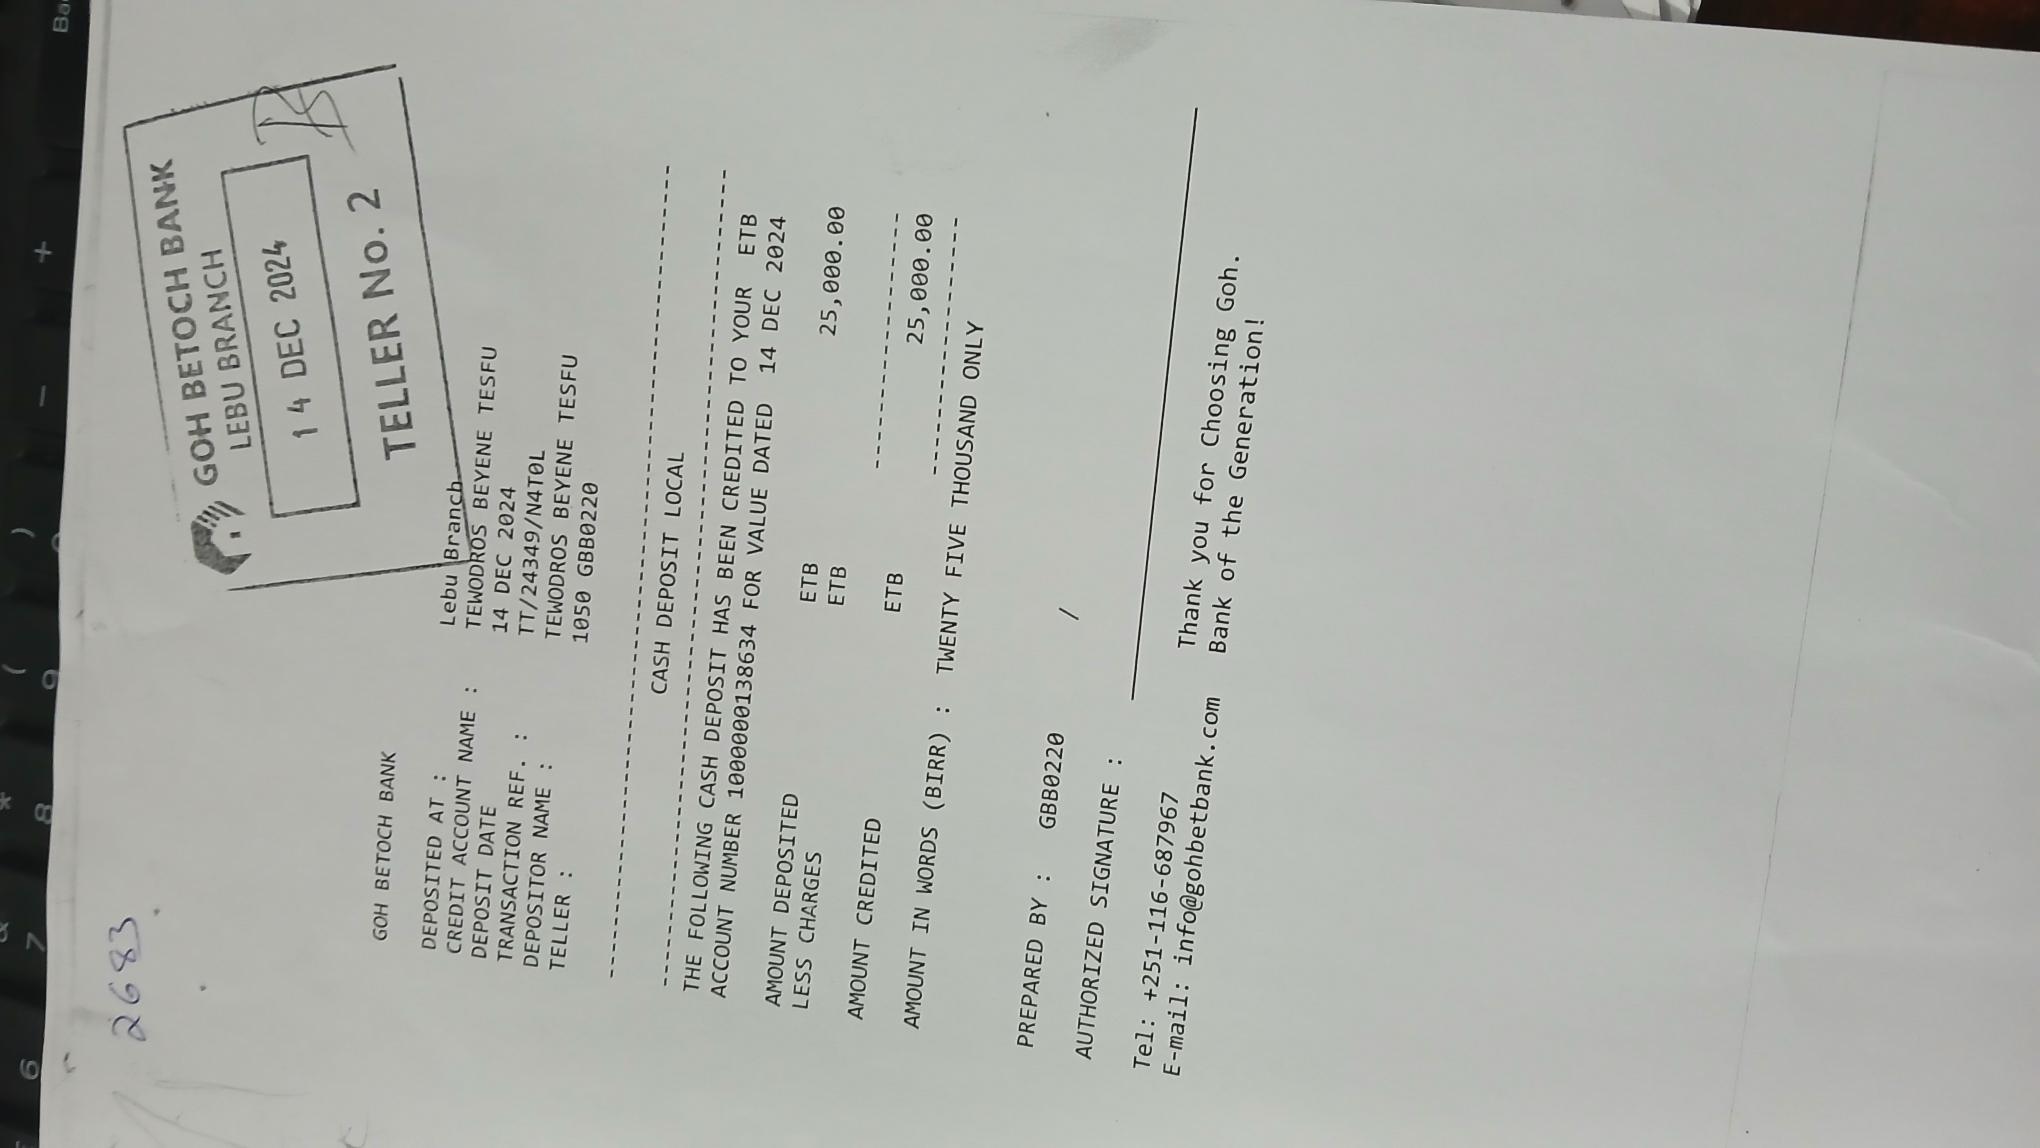 6 7 * 8 ( 9 ) - +
2683
GOH BETOCH BANK
LEBU BRANCH
14 DEC 2024
TELLER No. 2
GOH BETOCH BANK
DEPOSITED AT : Lebu Branch
CREDIT ACCOUNT NAME : TEWODROS BEYENE TESFU
DEPOSIT DATE 14 DEC 2024
TRANSACTION REF. : TT/24349/N4T0L
DEPOSITOR NAME : TEWODROS BEYENE TESFU
TELLER : 1050 GBB0220
CASH DEPOSIT LOCAL
THE FOLLOWING CASH DEPOSIT HAS BEEN CREDITED TO YOUR ETB
ACCOUNT NUMBER 1000000138634 FOR VALUE DATED 14 DEC 2024
AMOUNT DEPOSITED ETB 25,000.00
LESS CHARGES ETB
AMOUNT CREDITED ETB 25,000.00
AMOUNT IN WORDS (BIRR) : TWENTY FIVE THOUSAND ONLY
PREPARED BY : GBB0220 /
AUTHORIZED SIGNATURE :
Tel: +251-116-687967
E-mail: info@gohbetbank.com
Thank you for Choosing Goh.
Bank of the Generation!